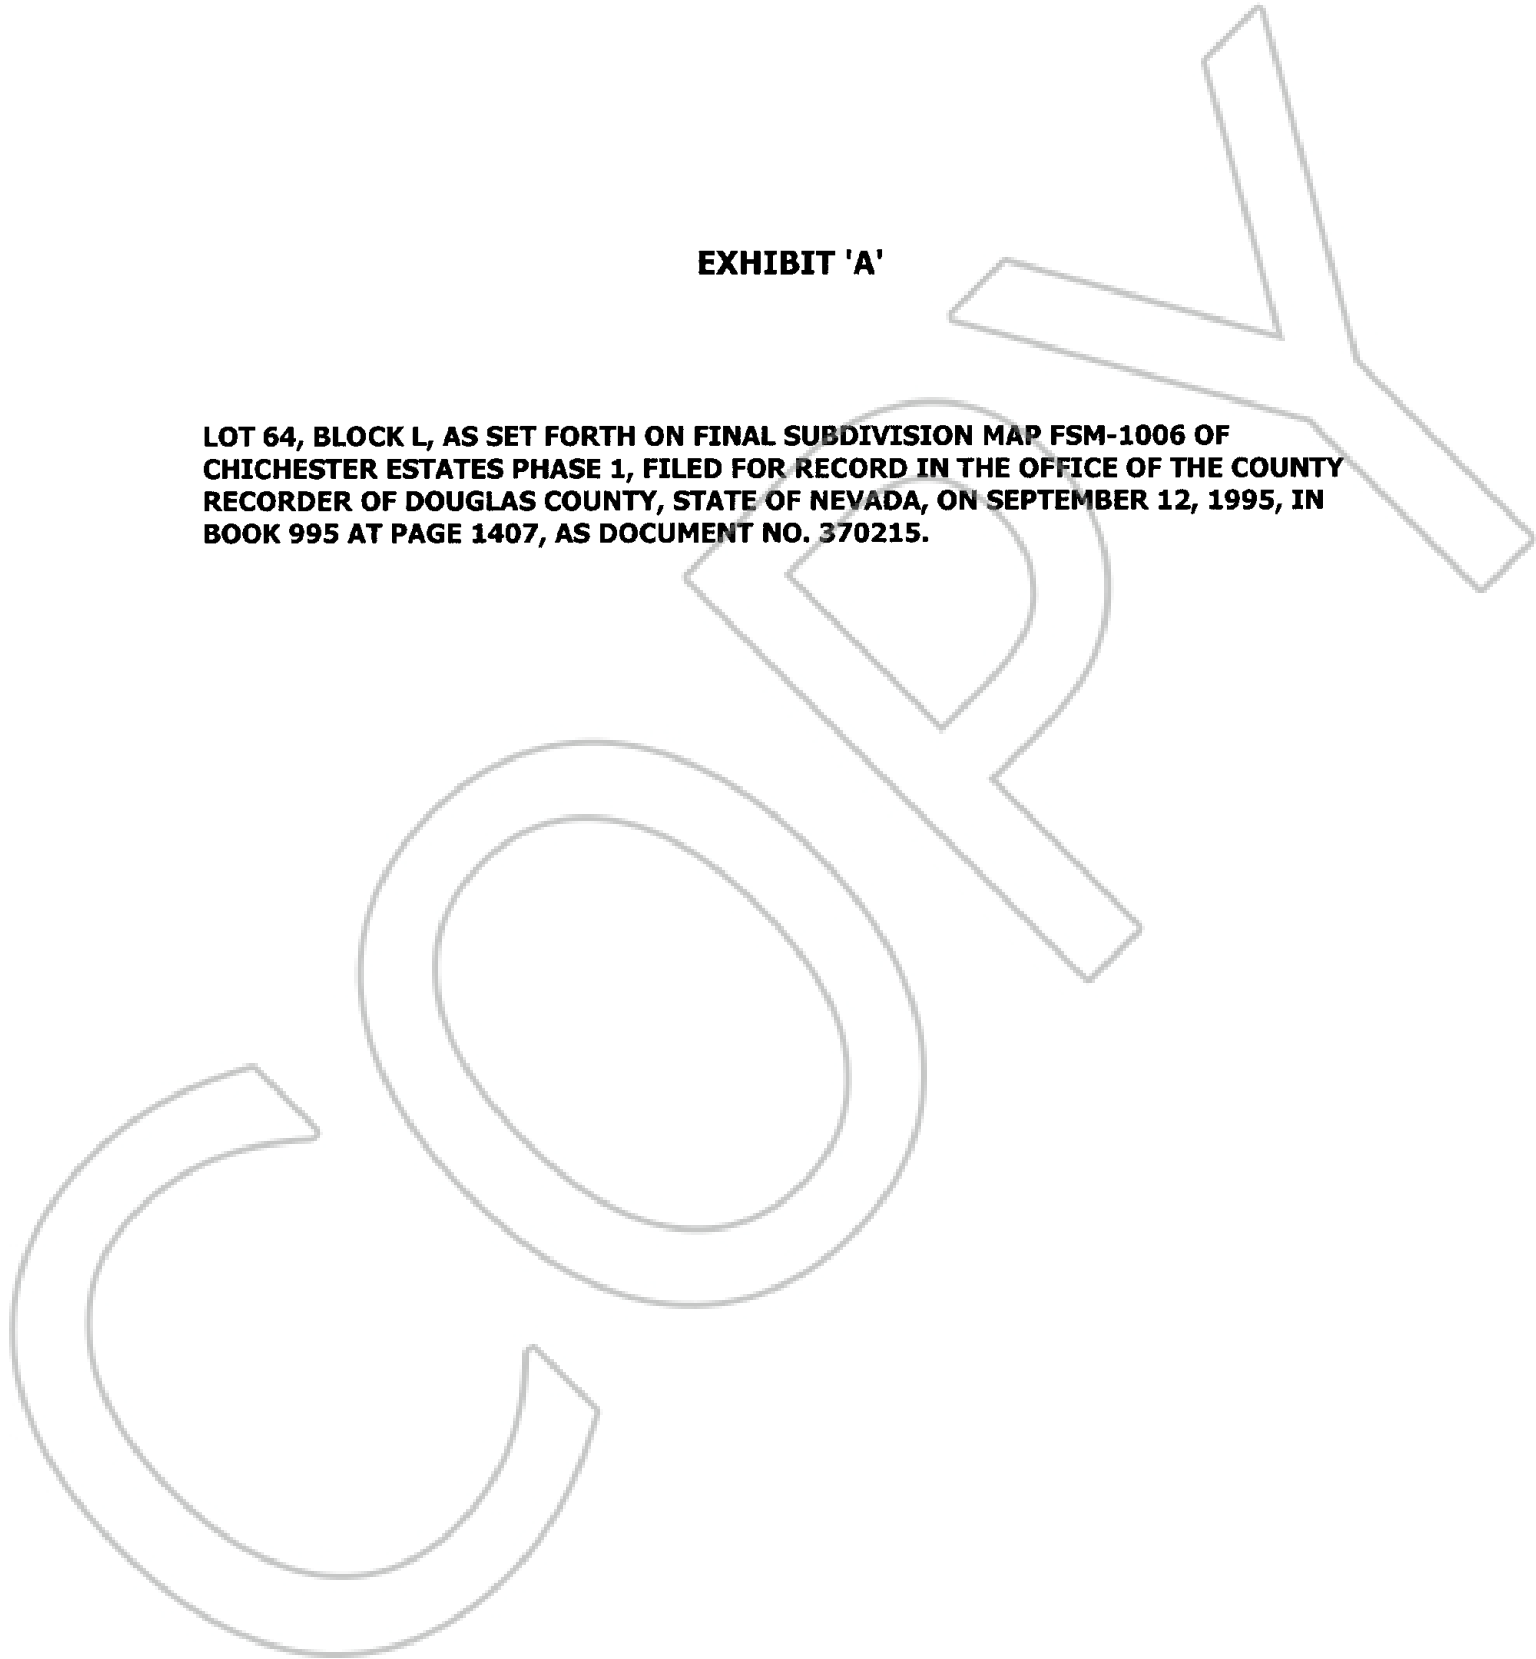 EXHIBIT 'A'
LOT 64, BLOCK L, AS SET FORTH ON FINAL SUBDIVISION MAP FSM-1006 OF
CHICHESTER ESTATES PHASE 1, FILED FOR RECORD IN THE OFFICE OF THE COUNTY
RECORDER OF DOUGLAS COUNTY, STATE OF NEVADA, ON SEPTEMBER 12, 1995, IN
BOOK 995 AT PAGE 1407, AS DOCUMENT NO. 370215.
COPY